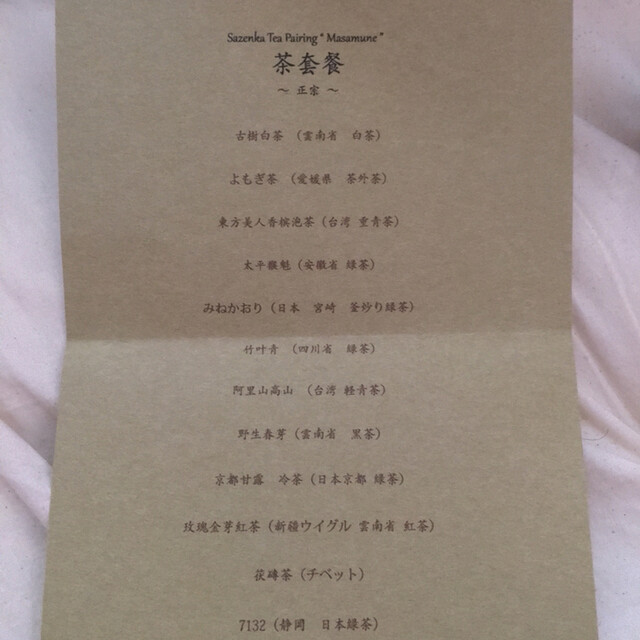 Sazenka Tea Pairing “ Masamune ”
茶套餐
～ 正宗 ～
古樹白茶 （雲南省 白茶）
よもぎ茶 （愛媛県 茶外茶）
東方美人香槟泡茶（台湾 重青茶）
太平猴魁（安徽省 緑茶）
みねかおり（日本 宮崎 釜炒り緑茶）
竹叶青 （四川省 緑茶）
阿里山高山 （台湾 軽青茶）
野生春芽（雲南省 黒茶）
京都甘露 冷茶（日本京都 緑茶）
玫瑰金芽紅茶（新疆ウイグル 雲南省 紅茶）
茯磚茶（チベット）
7132（静岡 日本緑茶）